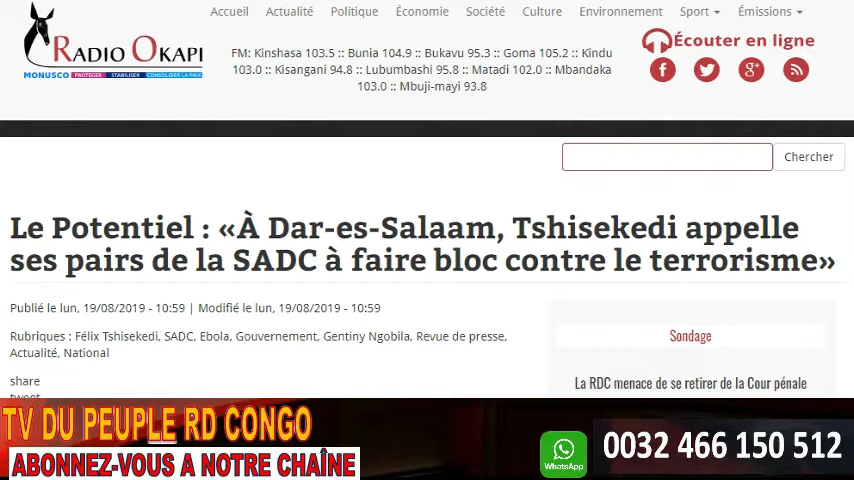 Accueil Actualité Politique Économie Société Culture Environnement Sport Émissions
RADIO OKAPI
MONUSCO PROTÉGER STABILISER CONSOLIDER LA PAIX
FM: Kinshasa 103.5 :: Bunia 104.9 :: Bukavu 95.3 :: Goma 105.2 :: Kindu
103.0 :: Kisangani 94.8 :: Lubumbashi 95.8 :: Matadi 102.0 :: Mbandaka
103.0 :: Mbuji-mayi 93.8
Écouter en ligne
Chercher
Le Potentiel : «À Dar-es-Salaam, Tshisekedi appelle
ses pairs de la SADC à faire bloc contre le terrorisme»
Publié le lun, 19/08/2019 - 10:59 | Modifié le lun, 19/08/2019 - 10:59
Rubriques : Félix Tshisekedi, SADC, Ebola, Gouvernement, Gentiny Ngobila, Revue de presse,
Actualité, National
share
tweet
Sondage
La RDC menace de se retirer de la Cour pénale
TV DU PEUPLE RD CONGO
ABONNEZ-VOUS A NOTRE CHAÎNE
WhatsApp
0032 466 150 512